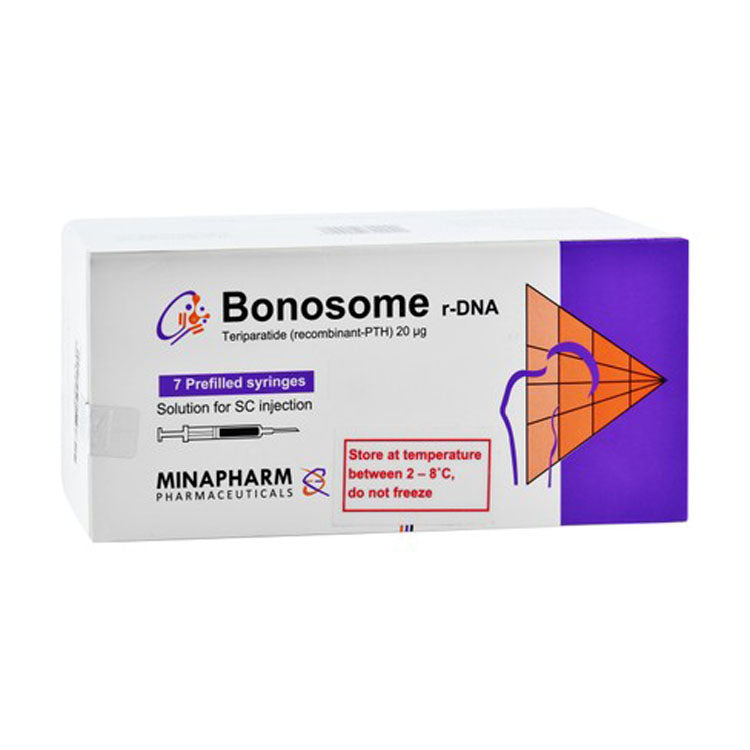 Bonosome r-DNA
Teriparatide (recombinant-PTH) 20 µg
7 Prefilled syringes
Solution for SC injection
MINAPHARM
PHARMACEUTICALS
Store at temperature
between 2 – 8°C,
do not freeze